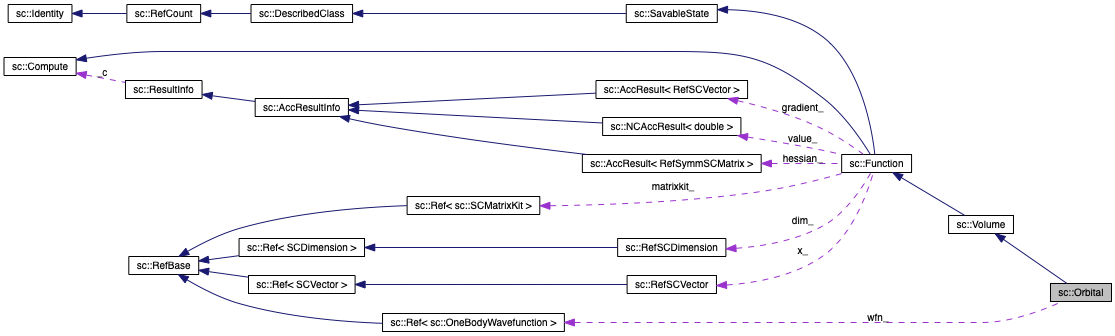 sc::Identity
sc::RefCount
sc::DescribedClass
sc::SavableState
sc::Compute
_c
sc::ResultInfo
sc::AccResultInfo
sc::AccResult< RefSCVector >
gradient_
sc::NCAccResult< double >
value_
sc::AccResult< RefSymmSCMatrix >
hessian_
sc::Function
matrixkit_
sc::Ref< sc::SCMatrixKit >
dim_
sc::Volume
sc::Ref< SCDimension >
sc::RefSCDimension
x_
sc::RefBase
sc::Ref< SCVector >
sc::RefSCVector
sc::Orbital
wfn_
sc::Ref< sc::OneBodyWavefunction >